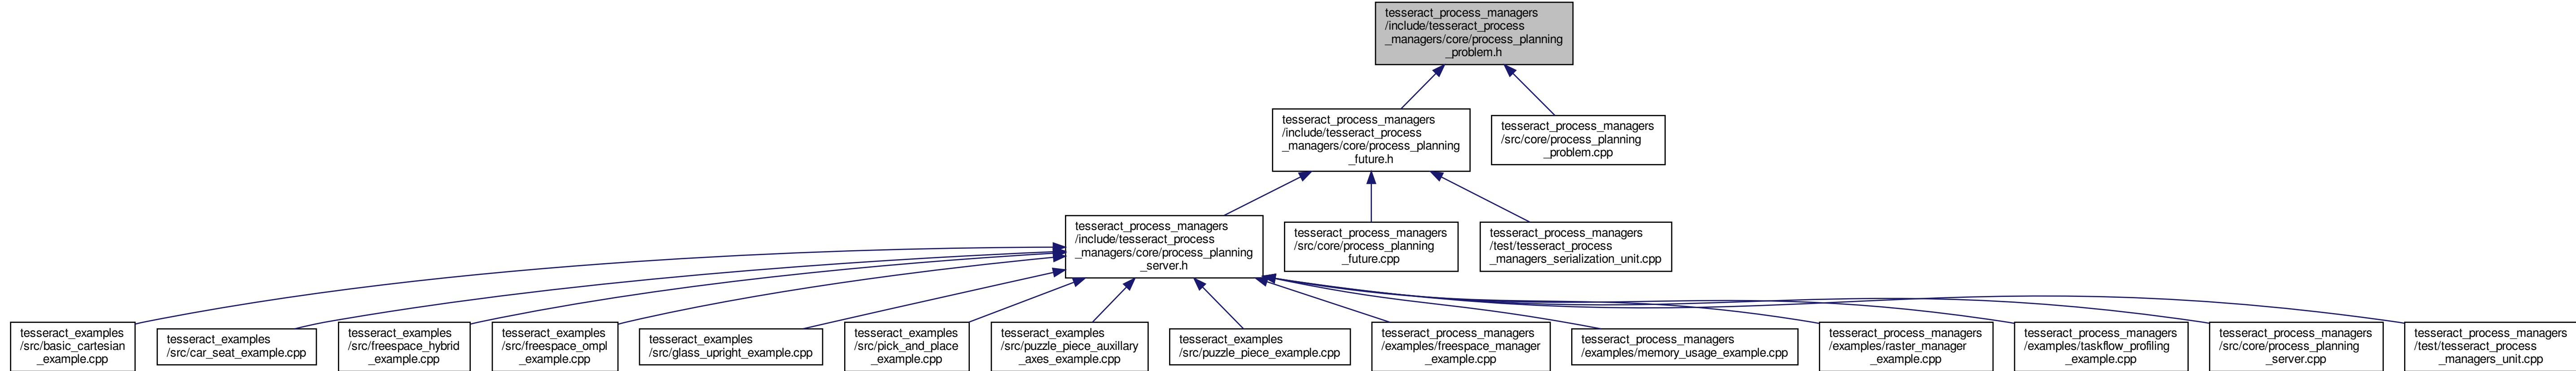 tesseract_process_managers
/include/tesseract_process
_managers/core/process_planning
_problem.h
tesseract_process_managers
/include/tesseract_process
_managers/core/process_planning
_future.h
tesseract_process_managers
/src/core/process_planning
_problem.cpp
tesseract_process_managers
/include/tesseract_process
_managers/core/process_planning
_server.h
tesseract_process_managers
/src/core/process_planning
_future.cpp
tesseract_process_managers
/test/tesseract_process
_managers_serialization_unit.cpp
tesseract_examples
/src/basic_cartesian
_example.cpp
tesseract_examples
/src/car_seat_example.cpp
tesseract_examples
/src/freespace_hybrid
_example.cpp
tesseract_examples
/src/freespace_ompl
_example.cpp
tesseract_examples
/src/glass_upright_example.cpp
tesseract_examples
/src/pick_and_place
_example.cpp
tesseract_examples
/src/puzzle_piece_auxillary
_axes_example.cpp
tesseract_examples
/src/puzzle_piece_example.cpp
tesseract_process_managers
/examples/freespace_manager
_example.cpp
tesseract_process_managers
/examples/memory_usage_example.cpp
tesseract_process_managers
/examples/raster_manager
_example.cpp
tesseract_process_managers
/examples/taskflow_profiling
_example.cpp
tesseract_process_managers
/src/core/process_planning
_server.cpp
tesseract_process_managers
/test/tesseract_process
_managers_unit.cpp